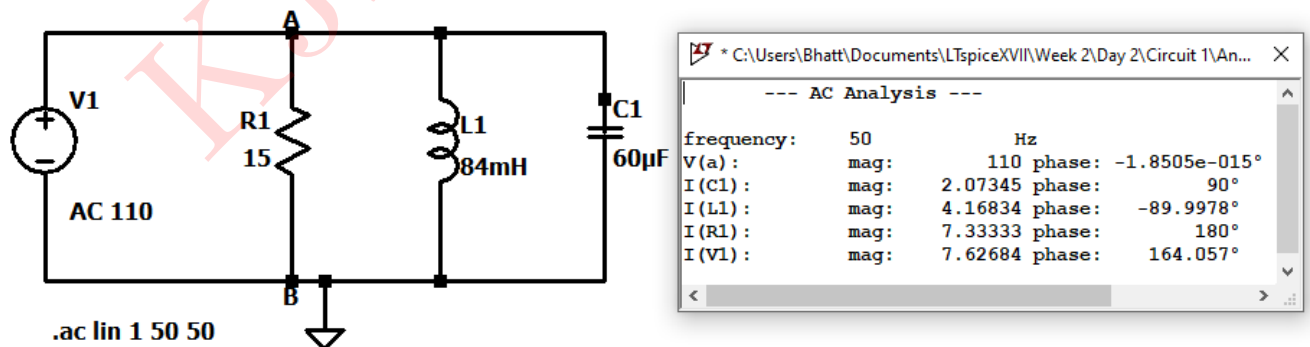 A
V1
R1
15
L1
84mH
C1
60µF
AC 110
B
.ac lin 1 50 50
* C:\Users\Bhatt\Documents\LTspiceXVII\Week 2\Day 2\Circuit 1\An...
--- AC Analysis ---
frequency: 50 Hz
V(a): mag: 110 phase: -1.8505e-015°
I(C1): mag: 2.07345 phase: 90°
I(L1): mag: 4.16834 phase: -89.9978°
I(R1): mag: 7.33333 phase: 180°
I(V1): mag: 7.62684 phase: 164.057°